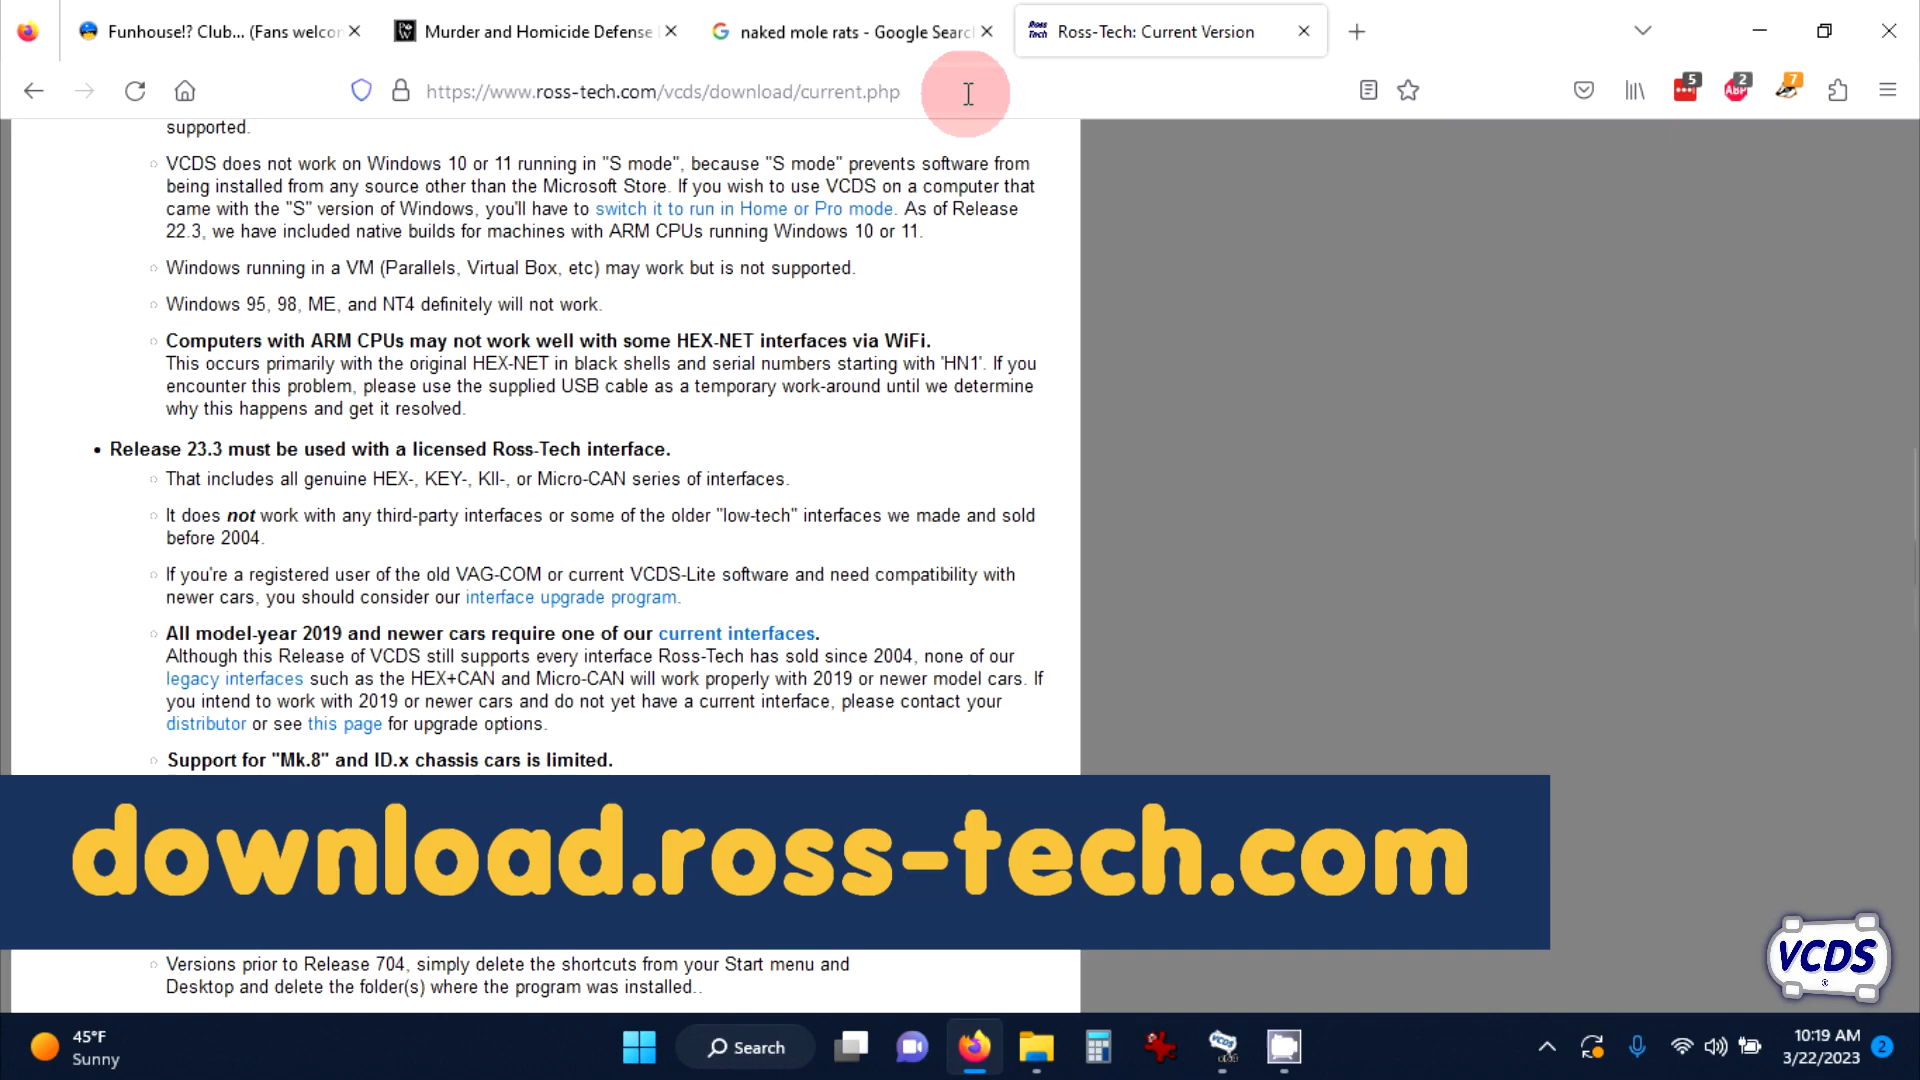 Funhouse!? Club... (Fans welcor
Murder and Homicide Defense
naked mole rats - Google Searc
Ross-Tech: Current Version
https://www.ross-tech.com/vcds/download/current.php
5
2
7
supported.
VCDS does not work on Windows 10 or 11 running in "S mode", because "S mode" prevents software from
being installed from any source other than the Microsoft Store. If you wish to use VCDS on a computer that
came with the "S" version of Windows, you'll have to switch it to run in Home or Pro mode. As of Release
22.3, we have included native builds for machines with ARM CPUs running Windows 10 or 11.
Windows running in a VM (Parallels, Virtual Box, etc) may work but is not supported.
Windows 95, 98, ME, and NT4 definitely will not work.
Computers with ARM CPUs may not work well with some HEX-NET interfaces via WiFi.
This occurs primarily with the original HEX-NET in black shells and serial numbers starting with 'HN1'. If you
encounter this problem, please use the supplied USB cable as a temporary work-around until we determine
why this happens and get it resolved.
Release 23.3 must be used with a licensed Ross-Tech interface.
That includes all genuine HEX-, KEY-, KII-, or Micro-CAN series of interfaces.
It does not work with any third-party interfaces or some of the older "low-tech" interfaces we made and sold
before 2004.
If you're a registered user of the old VAG-COM or current VCDS-Lite software and need compatibility with
newer cars, you should consider our interface upgrade program.
All model-year 2019 and newer cars require one of our current interfaces.
Although this Release of VCDS still supports every interface Ross-Tech has sold since 2004, none of our
legacy interfaces such as the HEX+CAN and Micro-CAN will work properly with 2019 or newer model cars. If
you intend to work with 2019 or newer cars and do not yet have a current interface, please contact your
distributor or see this page for upgrade options.
Support for "Mk.8" and ID.x chassis cars is limited.
download.ross-tech.com
Versions prior to Release 704, simply delete the shortcuts from your Start menu and
Desktop and delete the folder(s) where the program was installed..
VCDS
®
45°F
Sunny
Search
10:19 AM
3/22/2023
2